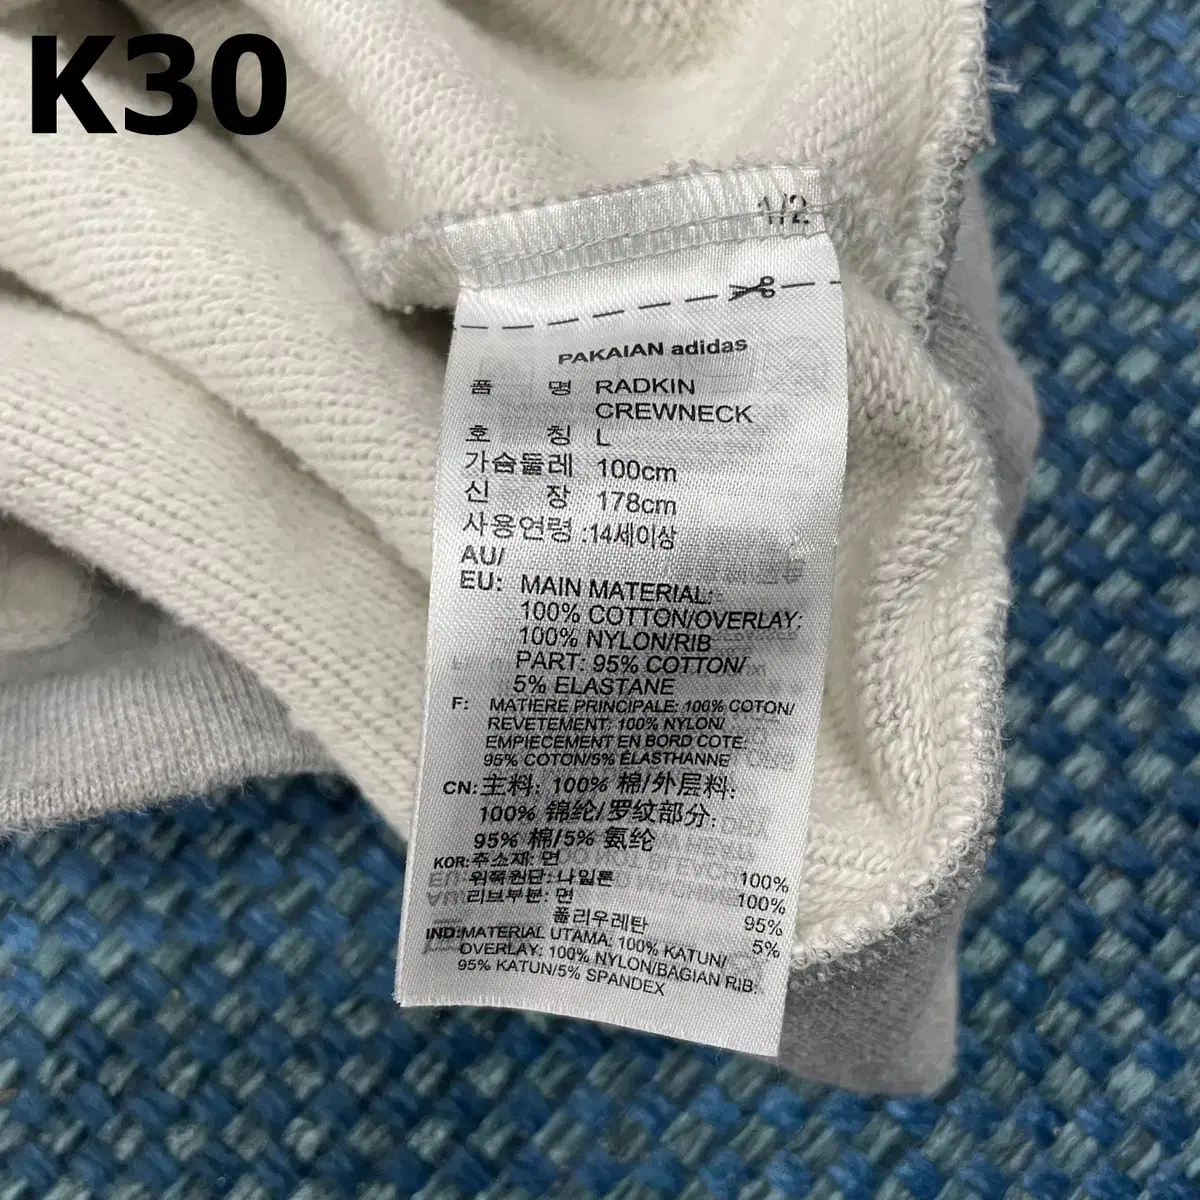 K30
1/2
PAKAIAN adidas
품 명 RADKIN
CREWNECK
호 칭 L
가슴둘레 100cm
신 장 178cm
사용연령 :14세이상
AU/
EU: MAIN MATERIAL:
100% COTTON/OVERLAY:
100% NYLON/RIB
PART: 95% COTTON/
5% ELASTANE
F: MATIERE PRINCIPALE: 100% COTON/
REVETEMENT: 100% NYLON/
EMPIECEMENT EN BORD COTE:
95% COTON/5% ÉLASTHANNE
CN: 主料: 100% 棉/外层料:
100% 锦纶/罗纹部分:
95% 棉/5% 氨纶
KOR: 주소재: 면 100%
외쪽원단: 나일론 100%
리브부분: 면 95%
폴리우레탄 5%
IND: MATERIAL UTAMA: 100% KATUN/
OVERLAY: 100% NYLON/BAGIAN RIB:
95% KATUN/5% SPANDEX